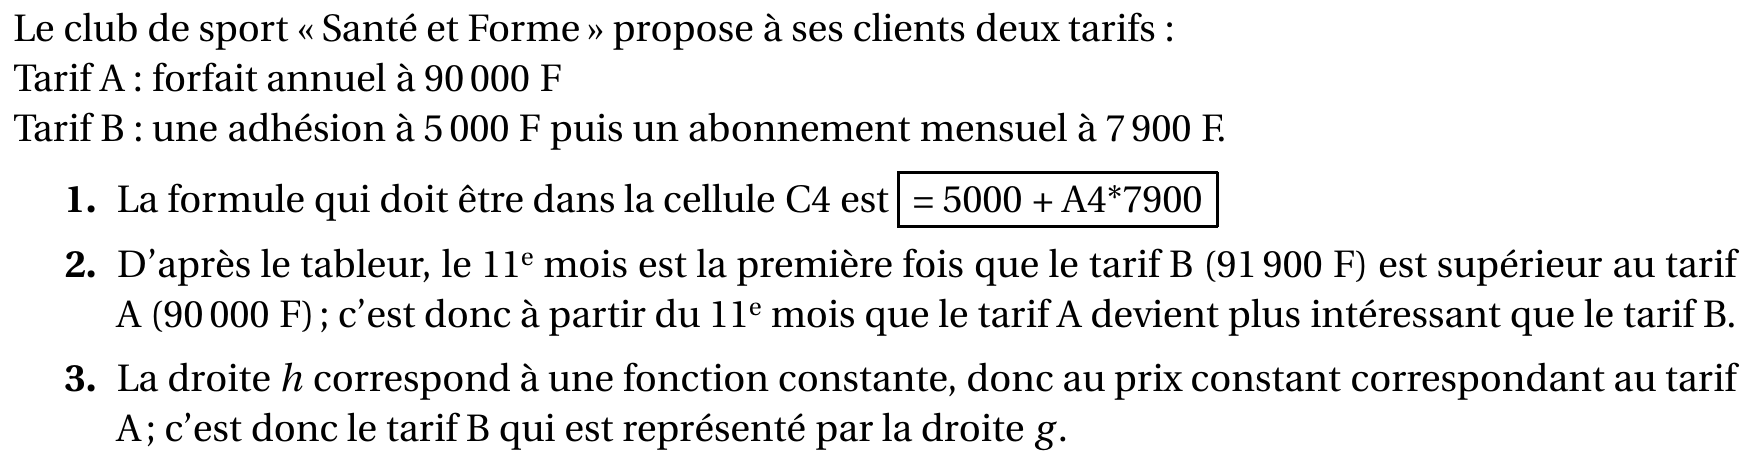 Le club de sport « Santé et Forme » propose à ses clients deux tarifs :
Tarif A : forfait annuel à 90 000 F
Tarif B : une adhésion à 5 000 F puis un abonnement mensuel à 7 900 F.
1. La formule qui doit être dans la cellule C4 est = 5000 + A4*7900
2. D’après le tableur, le 11e mois est la première fois que le tarif B (91 900 F) est supérieur au tarif
A (90 000 F) ; c’est donc à partir du 11e mois que le tarif A devient plus intéressant que le tarif B.
3. La droite h correspond à une fonction constante, donc au prix constant correspondant au tarif
A ; c’est donc le tarif B qui est représenté par la droite g.